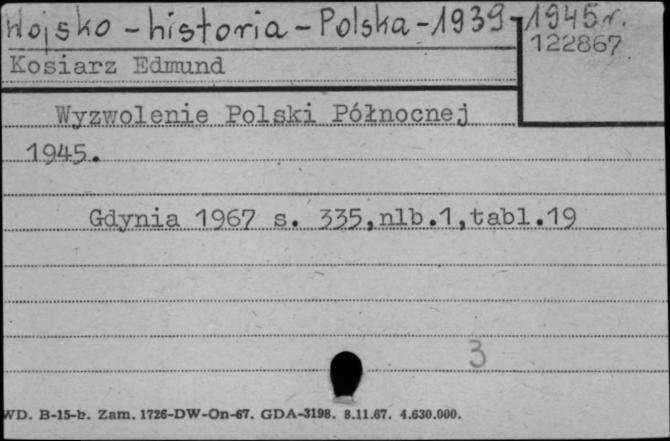 Wojsko - historia - Polska - 1939-1945 r.
122867
Kosiarz Edmund
Wyzwolenie Polski Północnej
1945.
Gdynia 1967 s. 335,nlb.1,tabl.19
3
WD. B-15-b. Zam. 1726-DW-On-67. GDA-3198. 8.11.67. 4.630.000.